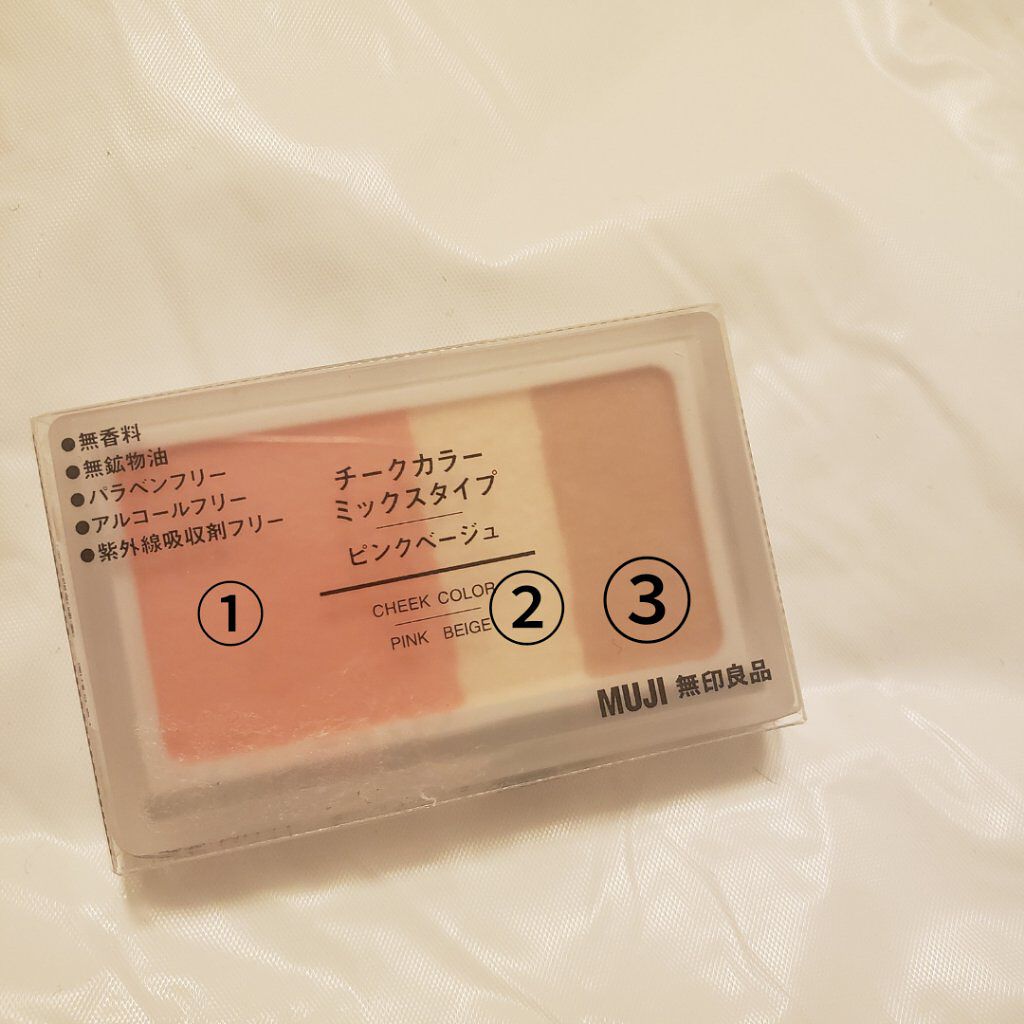 ●無香料
●無鉱物油
●パラベンフリー
●アルコールフリー
●紫外線吸収剤フリー
チークカラー
ミックスタイプ
ピンクベージュ
CHEEK COLOR
PINK BEIGE
①
②
③
MUJI 無印良品